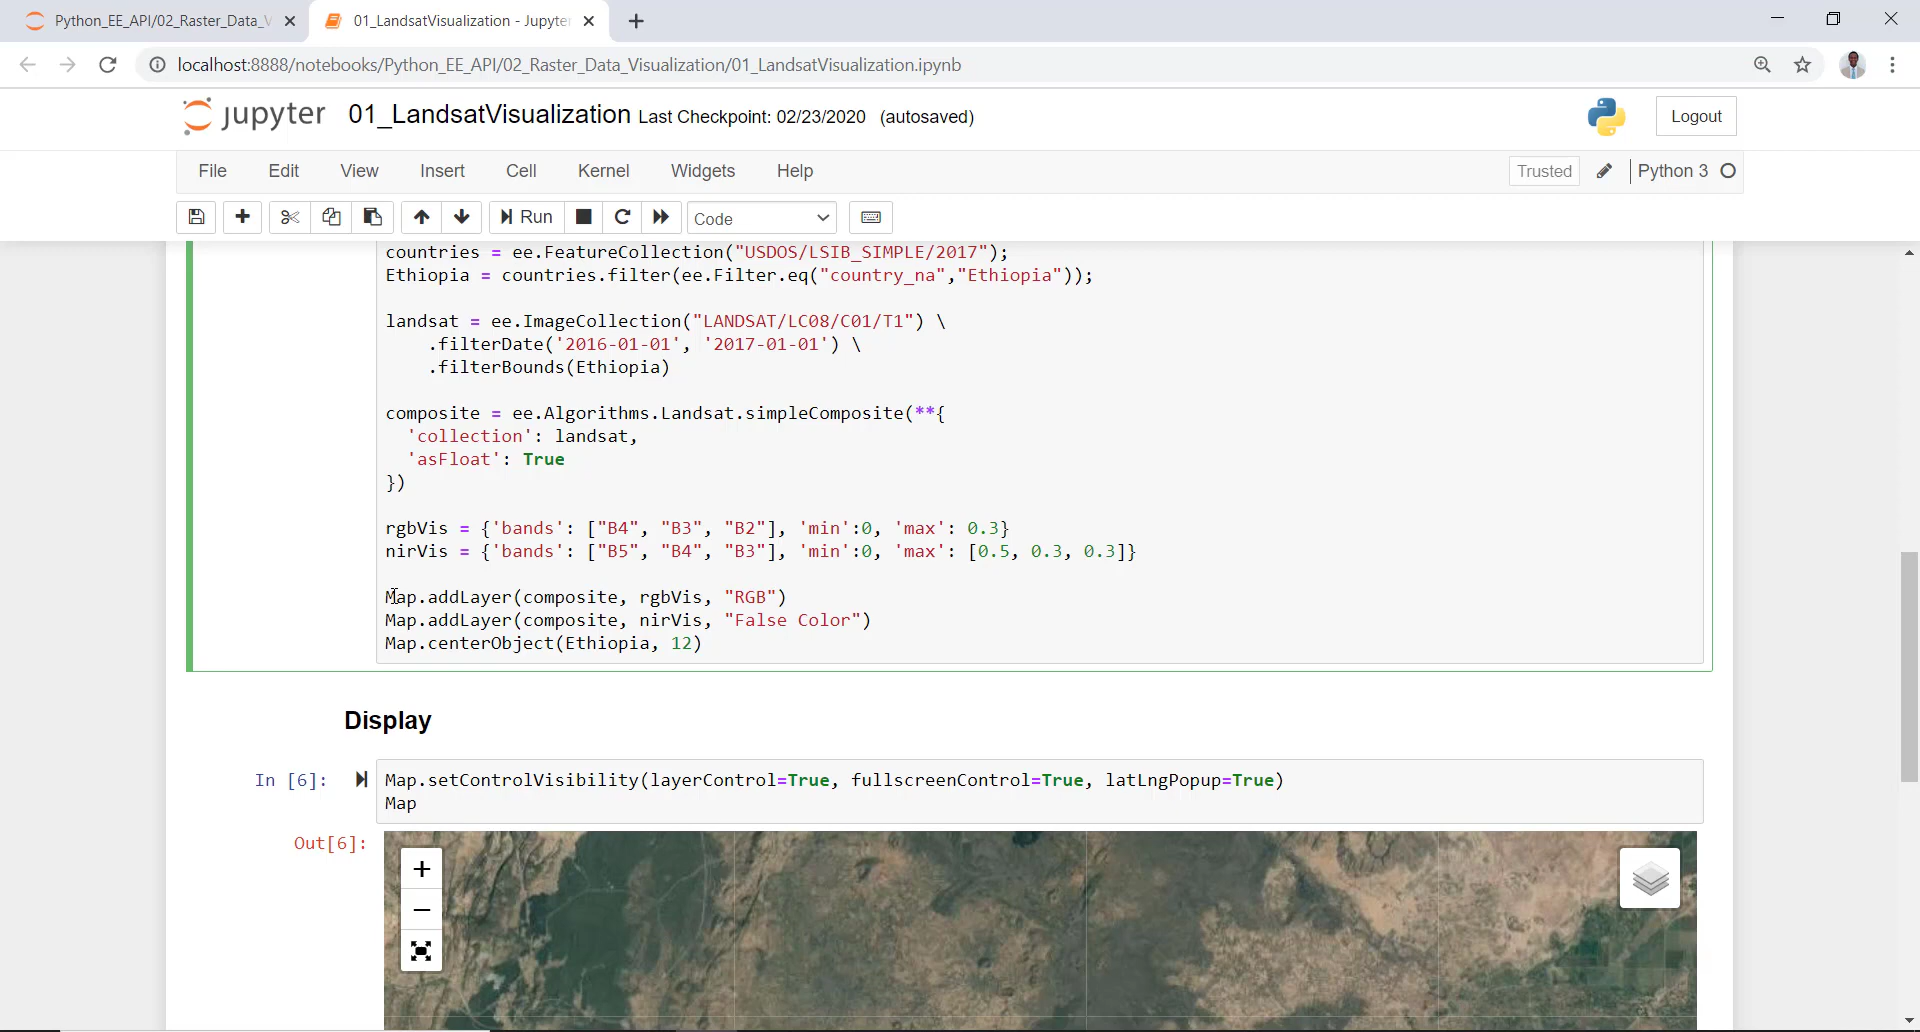 Python_EE_API/02_Raster_Data_V
01_LandsatVisualization - Jupyte
localhost:8888/notebooks/Python_EE_API/02_Raster_Data_Visualization/01_LandsatVisualization.ipynb
jupyter 01_LandsatVisualization Last Checkpoint: 02/23/2020 (autosaved)
Logout
File Edit View Insert Cell Kernel Widgets Help
Trusted
Python 3
Run
Code
countries = ee.FeatureCollection("USDOS/LSIB_SIMPLE/2017");
Ethiopia = countries.filter(ee.Filter.eq("country_na","Ethiopia"));
landsat = ee.ImageCollection("LANDSAT/LC08/C01/T1") \
.filterDate('2016-01-01', '2017-01-01') \
.filterBounds(Ethiopia)
composite = ee.Algorithms.Landsat.simpleComposite(**{
'collection': landsat,
'asFloat': True
})
rgbVis = {'bands': ["B4", "B3", "B2"], 'min':0, 'max': 0.3}
nirVis = {'bands': ["B5", "B4", "B3"], 'min':0, 'max': [0.5, 0.3, 0.3]}
Map.addLayer(composite, rgbVis, "RGB")
Map.addLayer(composite, nirVis, "False Color")
Map.centerObject(Ethiopia, 12)
Display
In [6]:
Map.setControlVisibility(layerControl=True, fullscreenControl=True, latLngPopup=True)
Map
Out[6]:
+
−